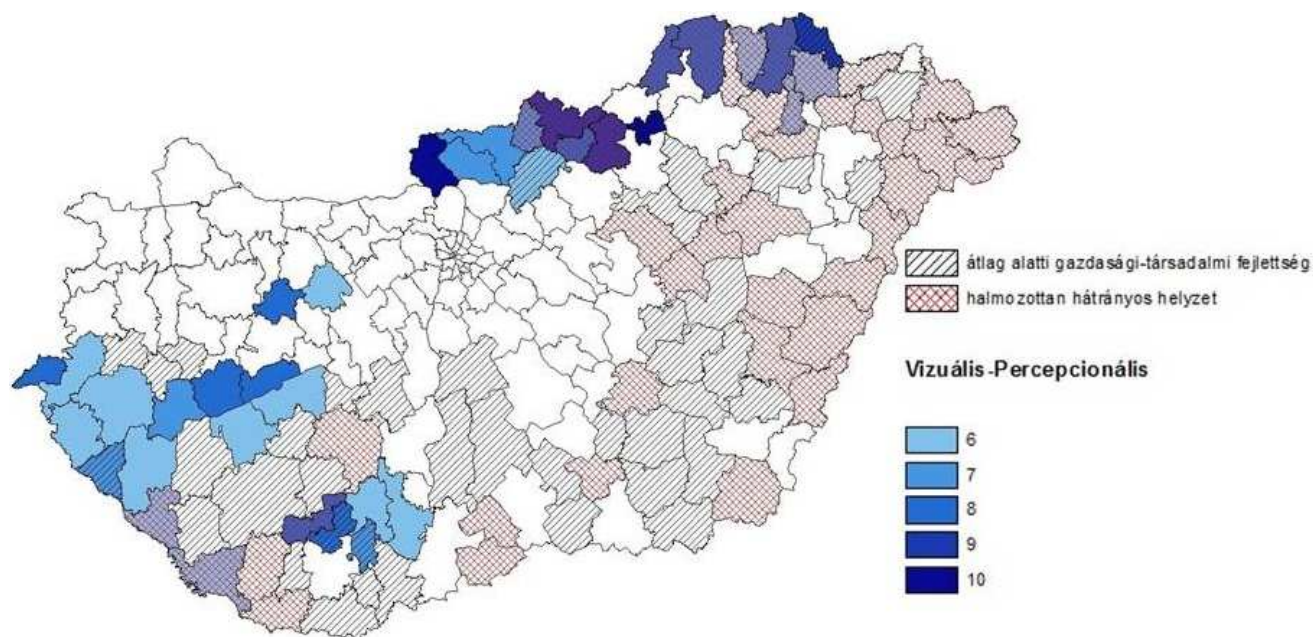 átlag alatti gazdasági-társadalmi fejlettség
halmozottan hátrányos helyzet
Vizuális-Percepcionális
6
7
8
9
10